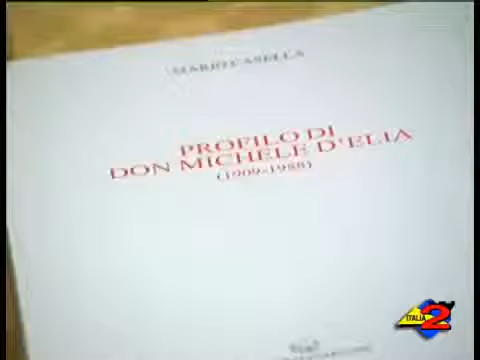 MARIO CASELLA
PROFILO DI
DON MICHELE D'ELIA
(1909-1988)
ITALIA
2